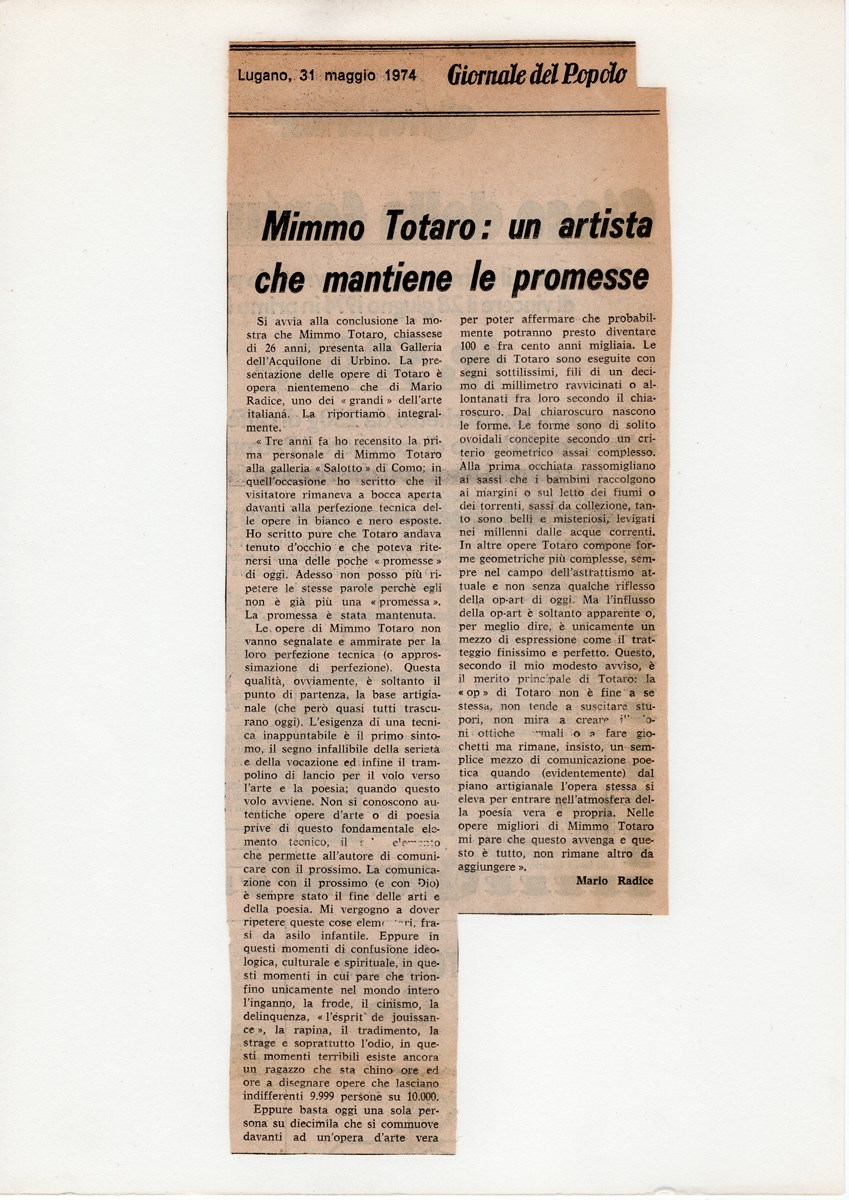 Lugano, 31 maggio 1974 Giornale del Popolo
Mimmo Totaro: un artista
che mantiene le promesse
Si avvia alla conclusione la mo-
stra che Mimmo Totaro, chiassese
di 26 anni, presenta alla Galleria
dell'Acquilone di Urbino. La pre-
sentazione delle opere di Totaro è
opera nientemeno che di Mario
Radice, uno dei « grandi » dell'arte
italiana. La riportiamo integral-
mente.
« Tre anni fa ho recensito la pri-
ma personale di Mimmo Totaro
alla galleria « Salotto » di Como; in
quell'occasione ho scritto che il
visitatore rimaneva a bocca aperta
davanti alla perfezione tecnica del-
le opere in bianco e nero esposte.
Ho scritto pure che Totaro andava
tenuto d'occhio e che poteva rite-
nersi una delle poche « promesse »
di oggi. Adesso non posso più ri-
petere le stesse parole perchè egli
non è già più una « promessa ».
La promessa è stata mantenuta.
Le opere di Mimmo Totaro non
vanno segnalate e ammirate per la
loro perfezione tecnica (o appros-
simazione di perfezione). Questa
qualità, ovviamente, è soltanto il
punto di partenza, la base artigia-
nale (che però quasi tutti trascu-
rano oggi). L'esigenza di una tecni-
ca inappuntabile è il primo sinto-
mo, il segno infallibile della serietà
e della vocazione ed infine il tram-
polino di lancio per il volo verso
l'arte e la poesia; quando questo
volo avviene. Non si conoscono au-
tentiche opere d'arte o di poesia
prive di questo fondamentale ele-
mento tecnico, il elemento
che permette all'autore di comuni-
care con il prossimo. La comunica-
zione con il prossimo (e con Dio)
è sempre stato il fine delle arti e
della poesia. Mi vergogno a dover
ripetere queste cose elementari, fra-
si da asilo infantile. Eppure in
questi momenti di confusione ideo-
logica, culturale e spirituale, in que-
sti momenti in cui pare che trion-
fino unicamente nel mondo intero
l'inganno, la frode, il cinismo, la
delinquenza, « l'ésprit de jouissan-
ce », la rapina, il tradimento, la
strage e soprattutto l'odio, in que-
sti momenti terribili esiste ancora
un ragazzo che sta chino ore ed
ore a disegnare opere che lasciano
indifferenti 9.999 persone su 10.000.
Eppure basta oggi una sola per-
sona su diecimila che si commuove
davanti ad un'opera d'arte vera
per poter affermare che probabil-
mente potranno presto diventare
100 e fra cento anni migliaia. Le
opere di Totaro sono eseguite con
segni sottilissimi, fili di un deci-
mo di millimetro ravvicinati o al-
lontanati fra loro secondo il chia-
roscuro. Dal chiaroscuro nascono
le forme. Le forme sono di solito
ovoidali concepite secondo un cri-
terio geometrico assai complesso.
Alla prima occhiata rassomigliano
ai sassi che i bambini raccolgono
ai margini o sul letto dei fiumi o
dei torrenti, sassi da collezione, tan-
to sono belli e misteriosi, levigati
nei millenni dalle acque correnti.
In altre opere Totaro compone for-
me geometriche più complesse, sem-
pre nel campo dell'astrattismo at-
tuale e non senza qualche riflesso
della op-art di oggi. Ma l'influsso
della op-art è soltanto apparente o,
per meglio dire, è unicamente un
mezzo di espressione come il trat-
teggio finissimo e perfetto. Questo,
secondo il mio modesto avviso, è
il merito principale di Totaro: la
« op » di Totaro non è fine a se
stessa, non tende a suscitare stu-
pori, non mira a creare
ni ottiche o a fare gio-
chetti ma rimane, insisto, un sem-
plice mezzo di comunicazione poe-
tica quando (evidentemente) dal
piano artigianale l'opera stessa si
eleva per entrare nell'atmosfera del-
la poesia vera e propria. Nelle
opere migliori di Mimmo Totaro
mi pare che questo avvenga e que-
sto è tutto, non rimane altro da
aggiungere ».
Mario Radice